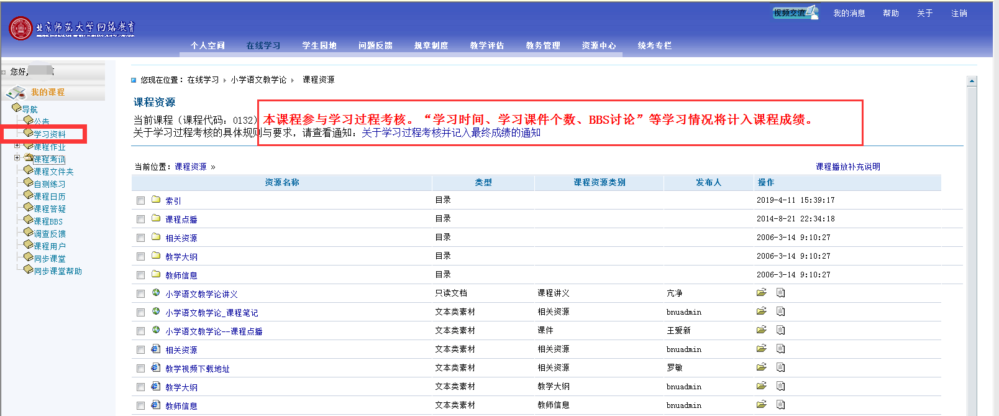 视频交流 我的消息 帮助 关于 注销
北京师范大学网络教育
个人空间 在线学习 学生园地 问题反馈 规章制度 教学评估 教务管理 资源中心 统考专栏
您好,
我的课程
导航
公告
学习资料
课程作业
课程考试
课程文件夹
自测练习
课程日历
课程答疑
课程BBS
调查反馈
课程用户
同步课堂
同步课堂帮助
您现在位置：在线学习 小学语文教学论 课程资源
课程资源
当前课程（课程代码：0132） 本课程参与学习过程考核。“学习时间、学习课件个数、BBS讨论”等学习情况将计入课程成绩。
关于学习过程考核的具体规则与要求，请查看通知：关于学习过程考核并记入最终成绩的通知
当前位置：课程资源 » 课程播放补充说明
资源名称 类型 课程资源类别 发布人 操作
索引 目录 2019-4-11 15:39:17
课程点播 目录 2014-8-21 22:34:18
相关资源 目录 2006-3-14 9:10:27
教学大纲 目录 2006-3-14 9:10:27
教师信息 目录 2006-3-14 9:10:27
小学语文教学论讲义 只读文档 课程讲义 亢净
小学语文教学论_课程笔记 文本类素材 相关资源 bnuadmin
小学语文教学论--课程点播 文本类素材 课件 王爱新
相关资源 文本类素材 相关资源 bnuadmin
教学视频下载地址 文本类素材 相关资源 罗敏
教学大纲 文本类素材 教学大纲 bnuadmin
教师信息 文本类素材 教师信息 bnuadmin